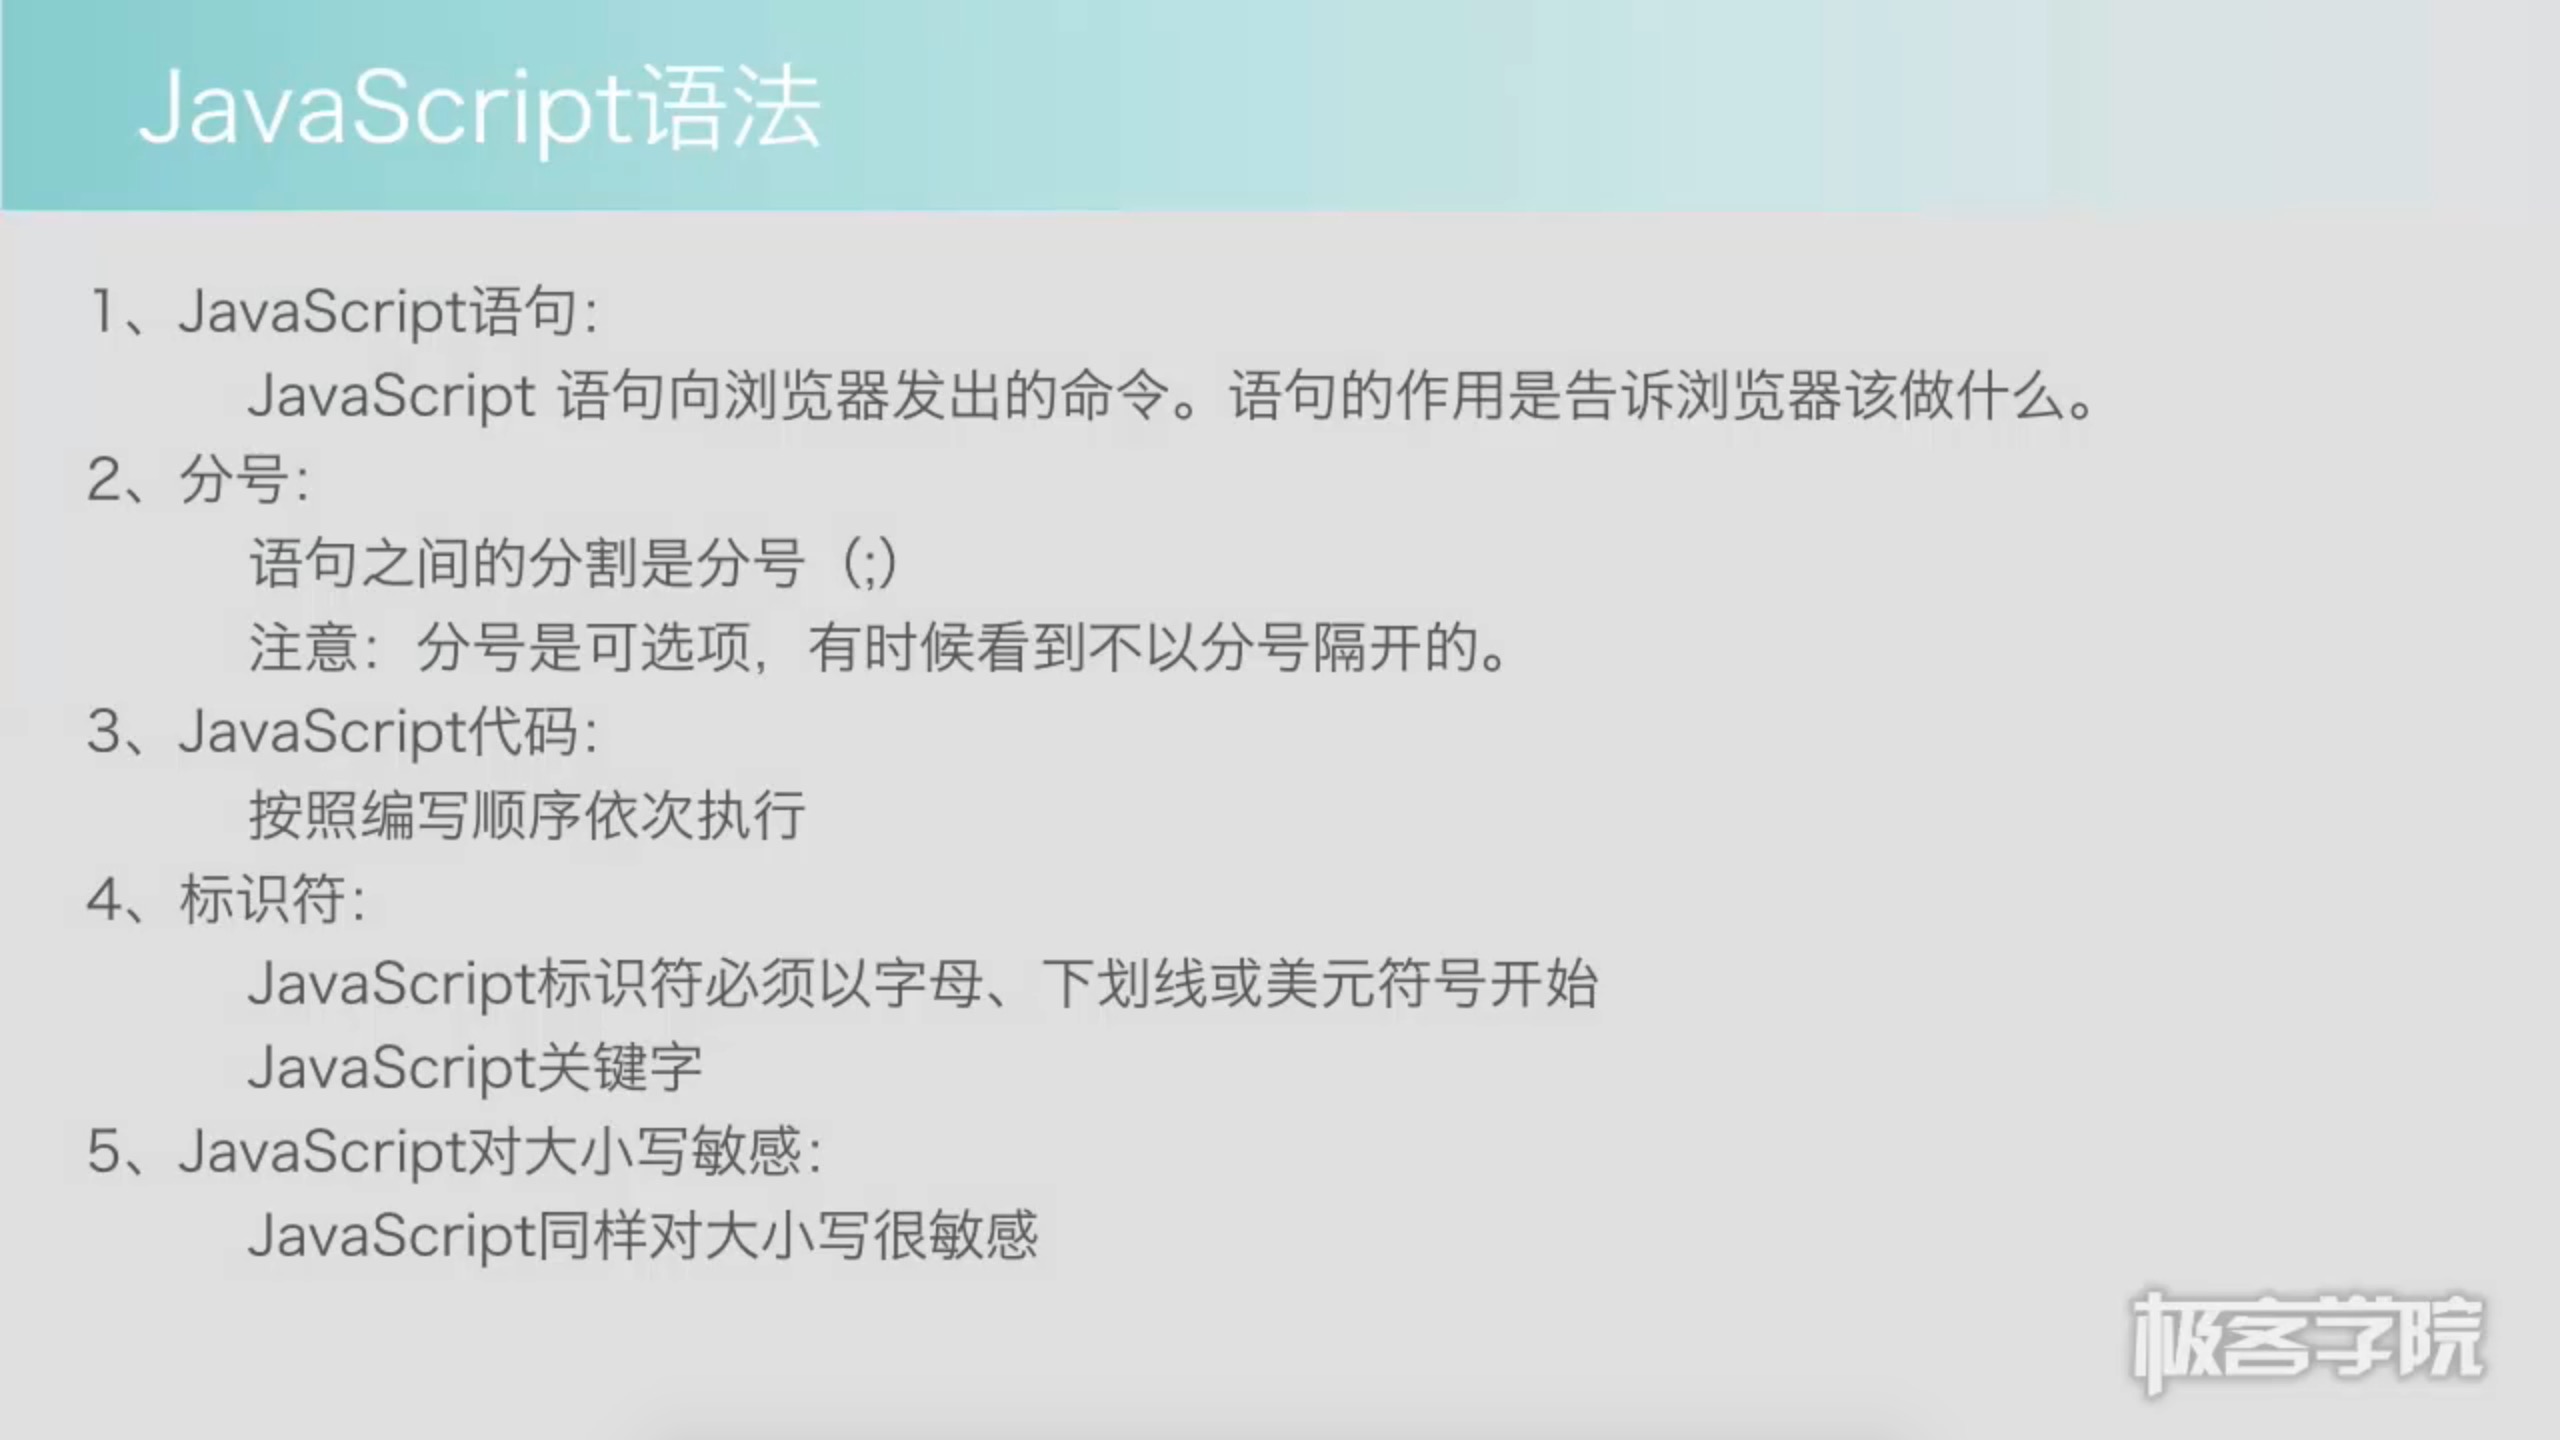 JavaScript语法
1、JavaScript语句：
JavaScript 语句向浏览器发出的命令。语句的作用是告诉浏览器该做什么。
2、分号：
语句之间的分割是分号（;）
注意：分号是可选项，有时候看到不以分号隔开的。
3、JavaScript代码：
按照编写顺序依次执行
4、标识符：
JavaScript标识符必须以字母、下划线或美元符号开始
JavaScript关键字
5、JavaScript对大小写敏感：
JavaScript同样对大小写很敏感
极客学院